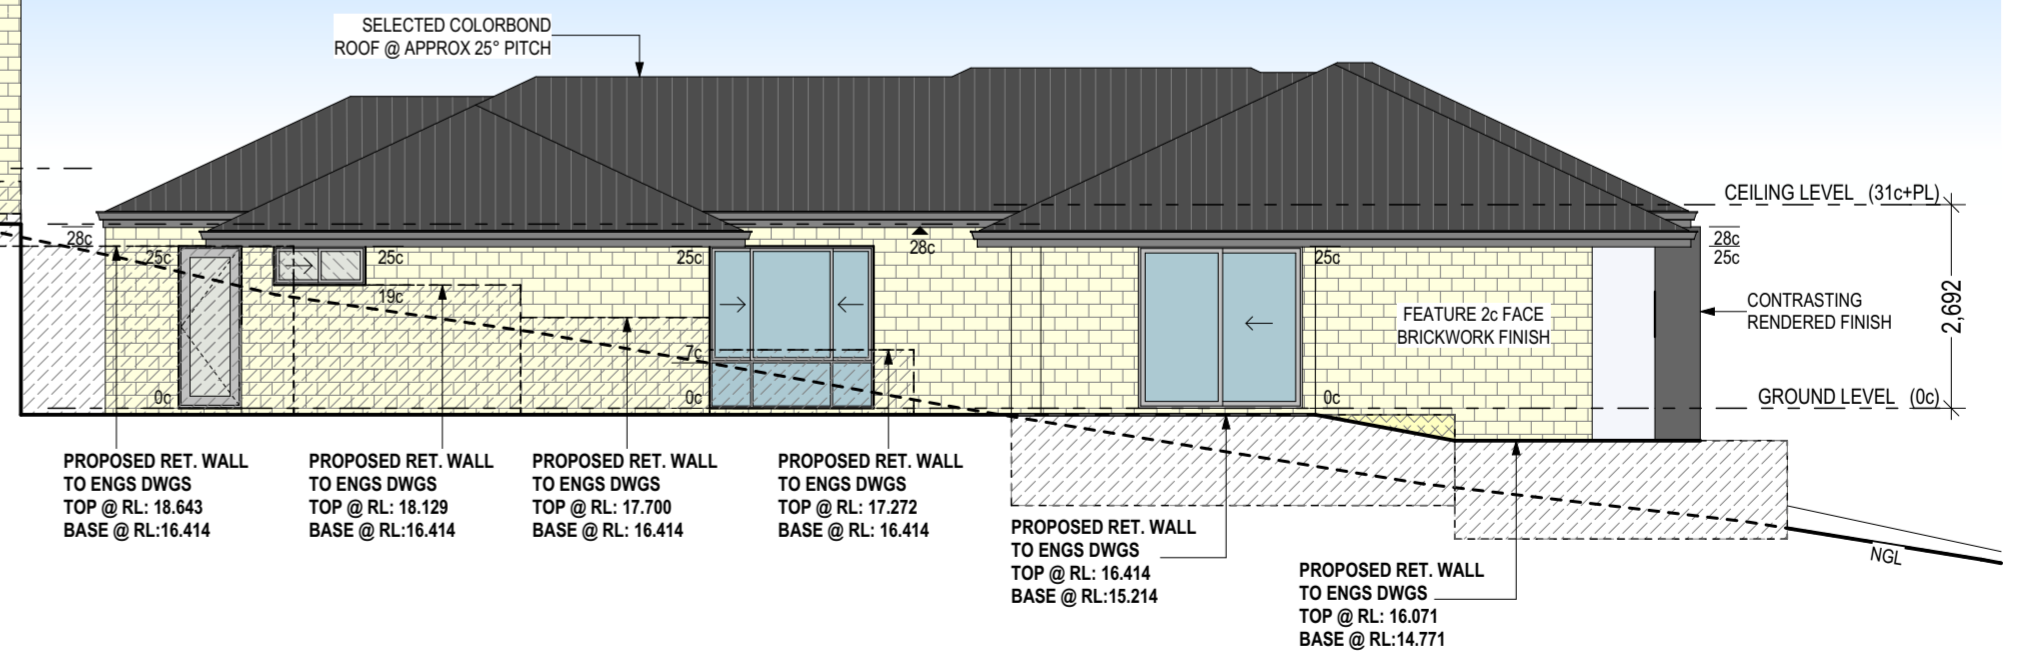 SELECTED COLORBOND
ROOF @ APPROX 25° PITCH
CEILING LEVEL (31c+PL)
28c
25c
25c
19c
25c
28c
25c
28c
25c
2,692
FEATURE 2c FACE
BRICKWORK FINISH
CONTRASTING
RENDERED FINISH
7c
0c
0c
0c
GROUND LEVEL (0c)
PROPOSED RET. WALL
TO ENGS DWGS
TOP @ RL: 18.643
BASE @ RL:16.414
PROPOSED RET. WALL
TO ENGS DWGS
TOP @ RL: 18.129
BASE @ RL:16.414
PROPOSED RET. WALL
TO ENGS DWGS
TOP @ RL: 17.700
BASE @ RL: 16.414
PROPOSED RET. WALL
TO ENGS DWGS
TOP @ RL: 17.272
BASE @ RL: 16.414
PROPOSED RET. WALL
TO ENGS DWGS
TOP @ RL: 16.414
BASE @ RL:15.214
PROPOSED RET. WALL
TO ENGS DWGS
TOP @ RL: 16.071
BASE @ RL:14.771
NGL